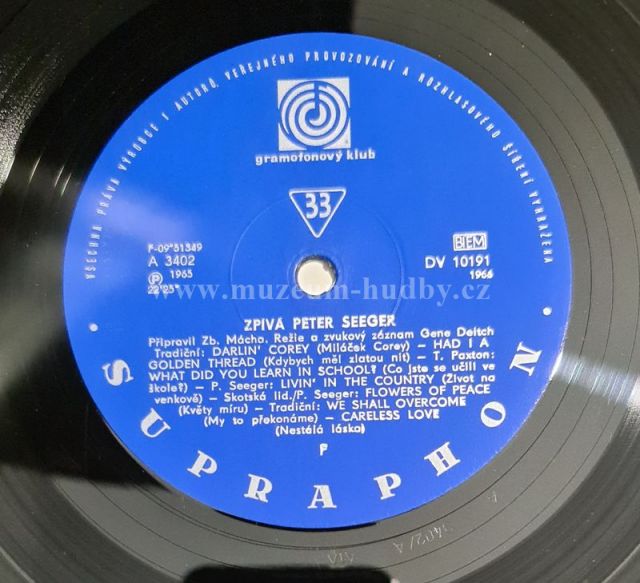 VŠECHNA PRÁVA VÝROBCE I AUTORŮ, VEŘEJNÉHO PROVOZOVÁNÍ A ROZHLASOVÉHO ŠÍŘENÍ VYHRAZENA
gramofonový klub
33
F-09*51349
A 3402
℗ 1965
22'25"
BIEM
DV 10191
1966
www.muzeum-hudby.cz
ZPIVÁ PETER SEEGER
Připravil Zb. Mácha. Režie a zvukový záznam Gene Deitch
Tradiční: DARLIN' COREY (Miláček Corey) — HAD I A
GOLDEN THREAD (Kdybych měl zlatou nit) — T. Paxton:
WHAT DID YOU LEARN IN SCHOOL? (Co jste se učili ve
škole?) — P. Seeger: LIVIN' IN THE COUNTRY (Život na
venkově) — Skotská lid./P. Seeger: FLOWERS OF PEACE
(Květy míru) — Tradiční: WE SHALL OVERCOME
(My to překonáme) — CARELESS LOVE
(Nestálá láska)
P
SUPRAPHON
3402/A